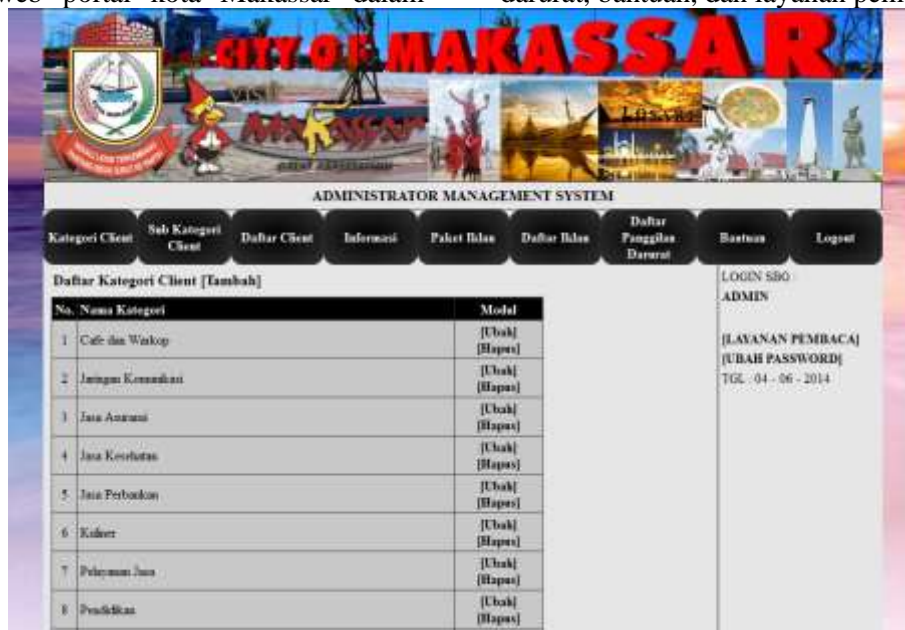 web portal kota Makassar dalam
darurat, bantuan, dan layanan pem
CITY OF MAKASSAR
VISIT
MAKASSAR
LOSARI
ADMINISTRATOR MANAGEMENT SYSTEM
Kategori Client
Sub Kategori
Client
Daftar Client
Informasi
Paket Iklan
Daftar Iklan
Daftar
Panggilan
Darurat
Bantuan
Logout
Daftar Kategori Client [Tambah]
No. Nama Kategori Modul
1 Cafe dan Warkop [Ubah]
[Hapus]
2 Jaringan Komunikasi [Ubah]
[Hapus]
3 Jasa Asuransi [Ubah]
[Hapus]
4 Jasa Kesehatan [Ubah]
[Hapus]
5 Jasa Perbankan [Ubah]
[Hapus]
6 Kuliner [Ubah]
[Hapus]
7 Pelayanan Jasa [Ubah]
[Hapus]
8 Pendidikan [Ubah]
[Hapus]
LOGIN SBG :
ADMIN
[LAYANAN PEMBACA]
[UBAH PASSWORD]
TGL : 04 - 06 - 2014